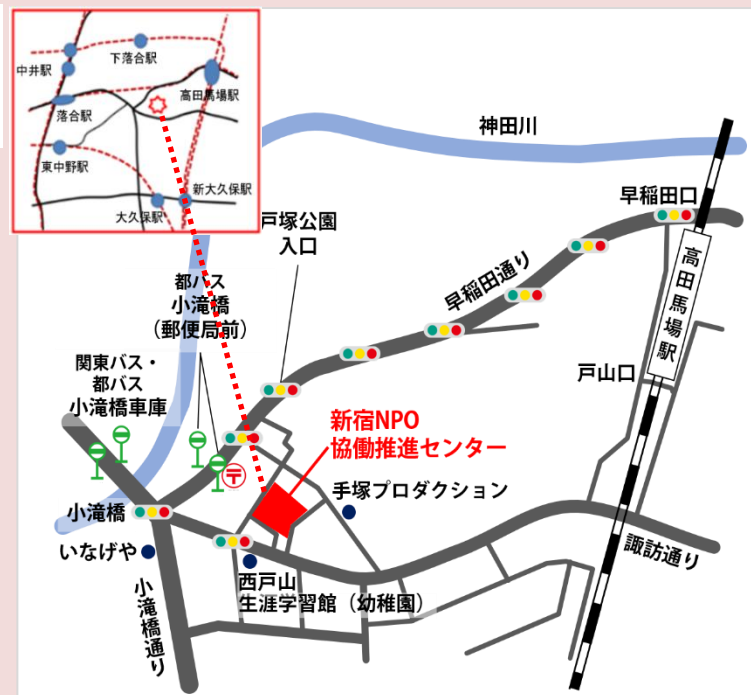 下落合駅
中井駅
高田馬場駅
落合駅
東中野駅
新大久保駅
大久保駅
神田川
早稲田口
戸塚公園
入口
早稲田通り
高田馬場駅
都バス
小滝橋
（郵便局前）
戸山口
関東バス・
都バス
小滝橋車庫
新宿NPO
協働推進センター
手塚プロダクション
小滝橋
いなげや
西戸山
生涯学習館（幼稚園）
諏訪通り
小滝橋通り